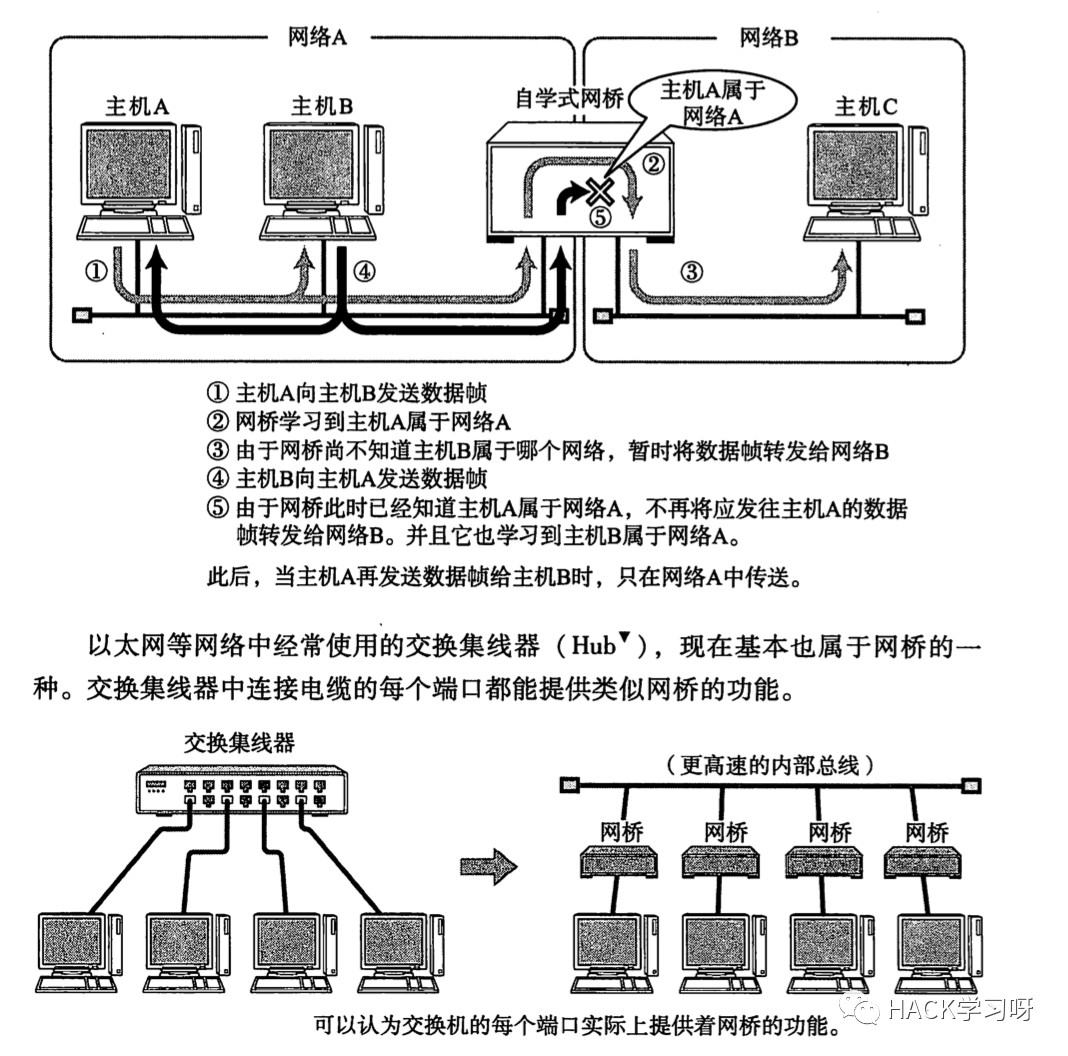 网络A
网络B
主机A
主机B
自学式网桥
主机A属于
网络A
主机C
②
⑤
①
④
③
① 主机A向主机B发送数据帧
② 网桥学习到主机A属于网络A
③ 由于网桥尚不知道主机B属于哪个网络，暂时将数据帧转发给网络B
④ 主机B向主机A发送数据帧
⑤ 由于网桥此时已经知道主机A属于网络A，不再将应发往主机A的数据
帧转发给网络B。并且它也学习到主机B属于网络A。
此后，当主机A再发送数据帧给主机B时，只在网络A中传送。
以太网等网络中经常使用的交换集线器（Hub▼），现在基本也属于网桥的一
种。交换集线器中连接电缆的每个端口都能提供类似网桥的功能。
交换集线器
（更高速的内部总线）
网桥 网桥 网桥 网桥
可以认为交换机的每个端口实际上提供着网桥的功能。
HACK学习呀